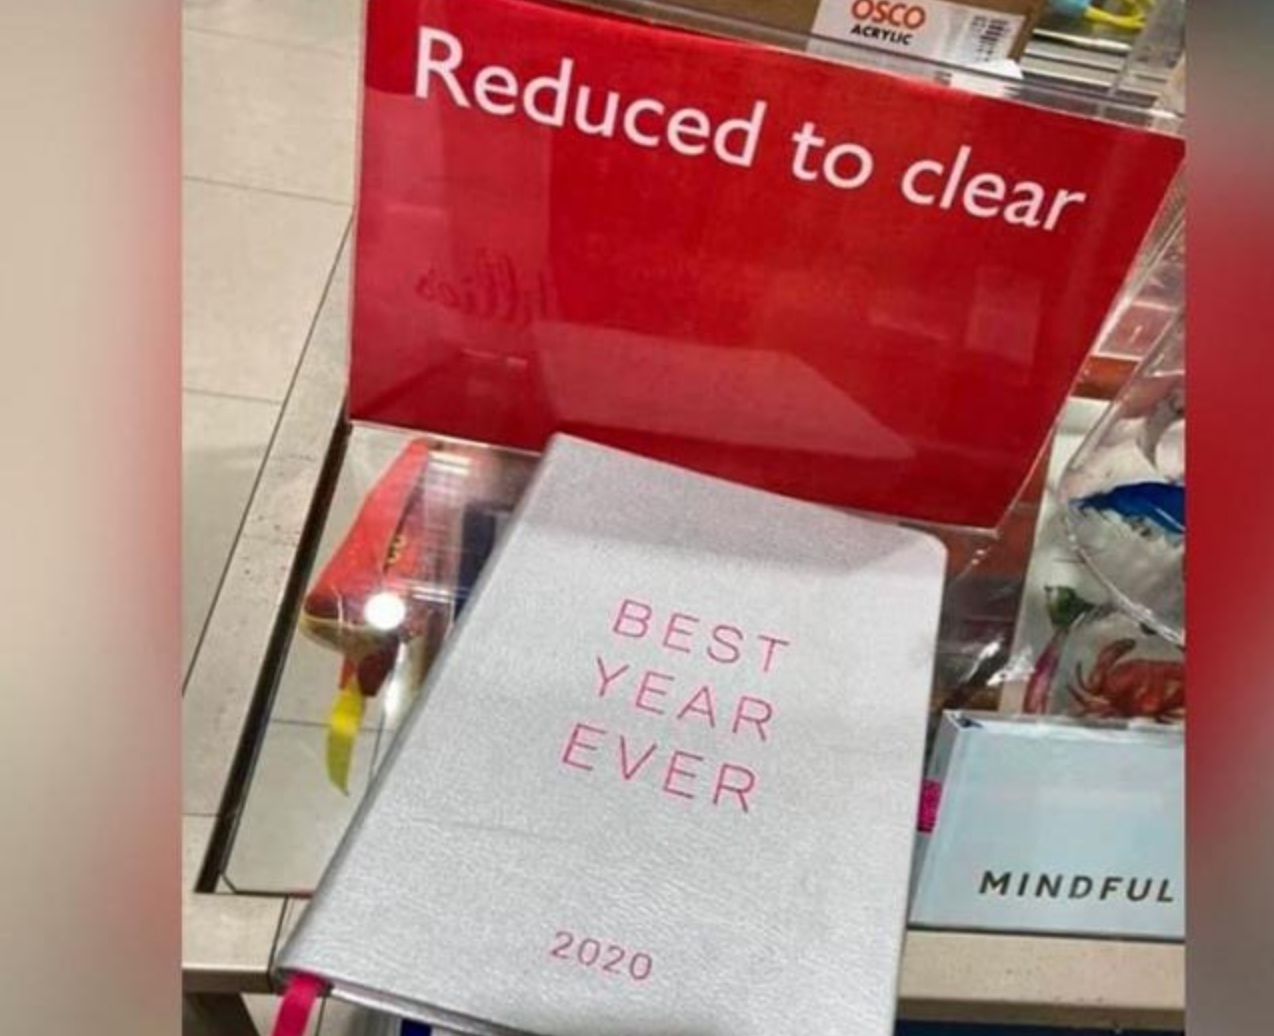 OSCO
ACRYLIC
Reduced to clear
BEST
YEAR
EVER
2020
MINDFUL